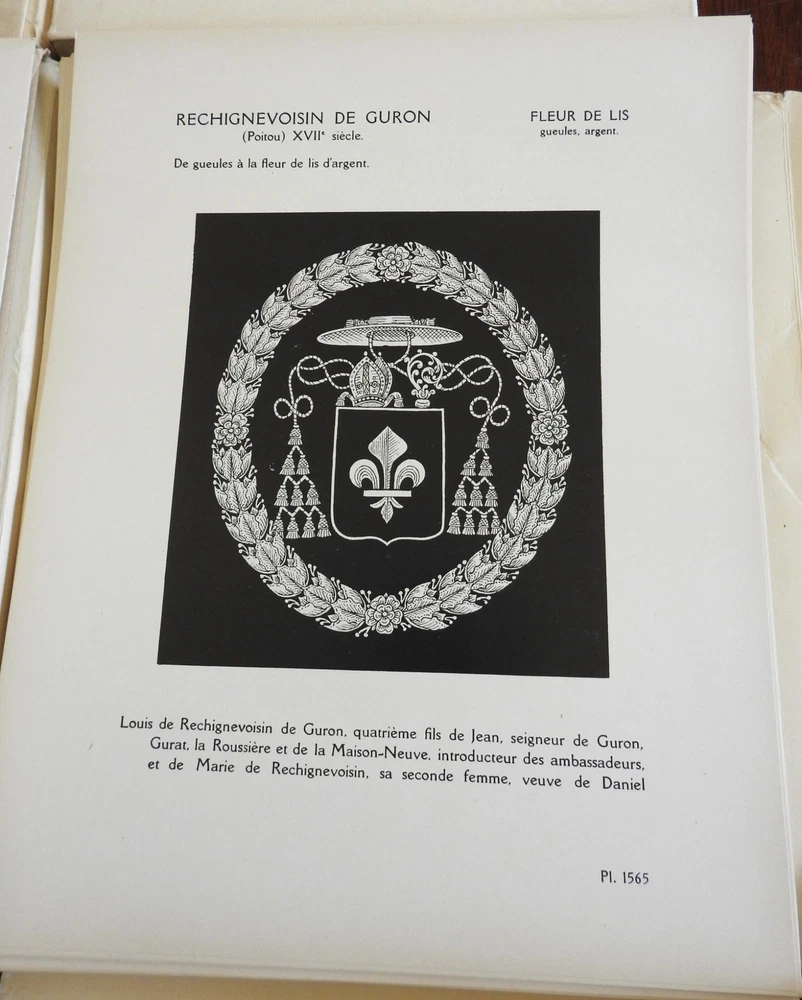 RECHIGNEVOISIN DE GURON
(Poitou) XVIIe siècle.
FLEUR DE LIS
gueules, argent.
De gueules à la fleur de lis d'argent.
Louis de Rechignevoisin de Guron, quatrième fils de Jean, seigneur de Guron,
Gurat, la Roussière et de la Maison-Neuve, introducteur des ambassadeurs,
et de Marie de Rechignevoisin, sa seconde femme, veuve de Daniel
Pl. 1565